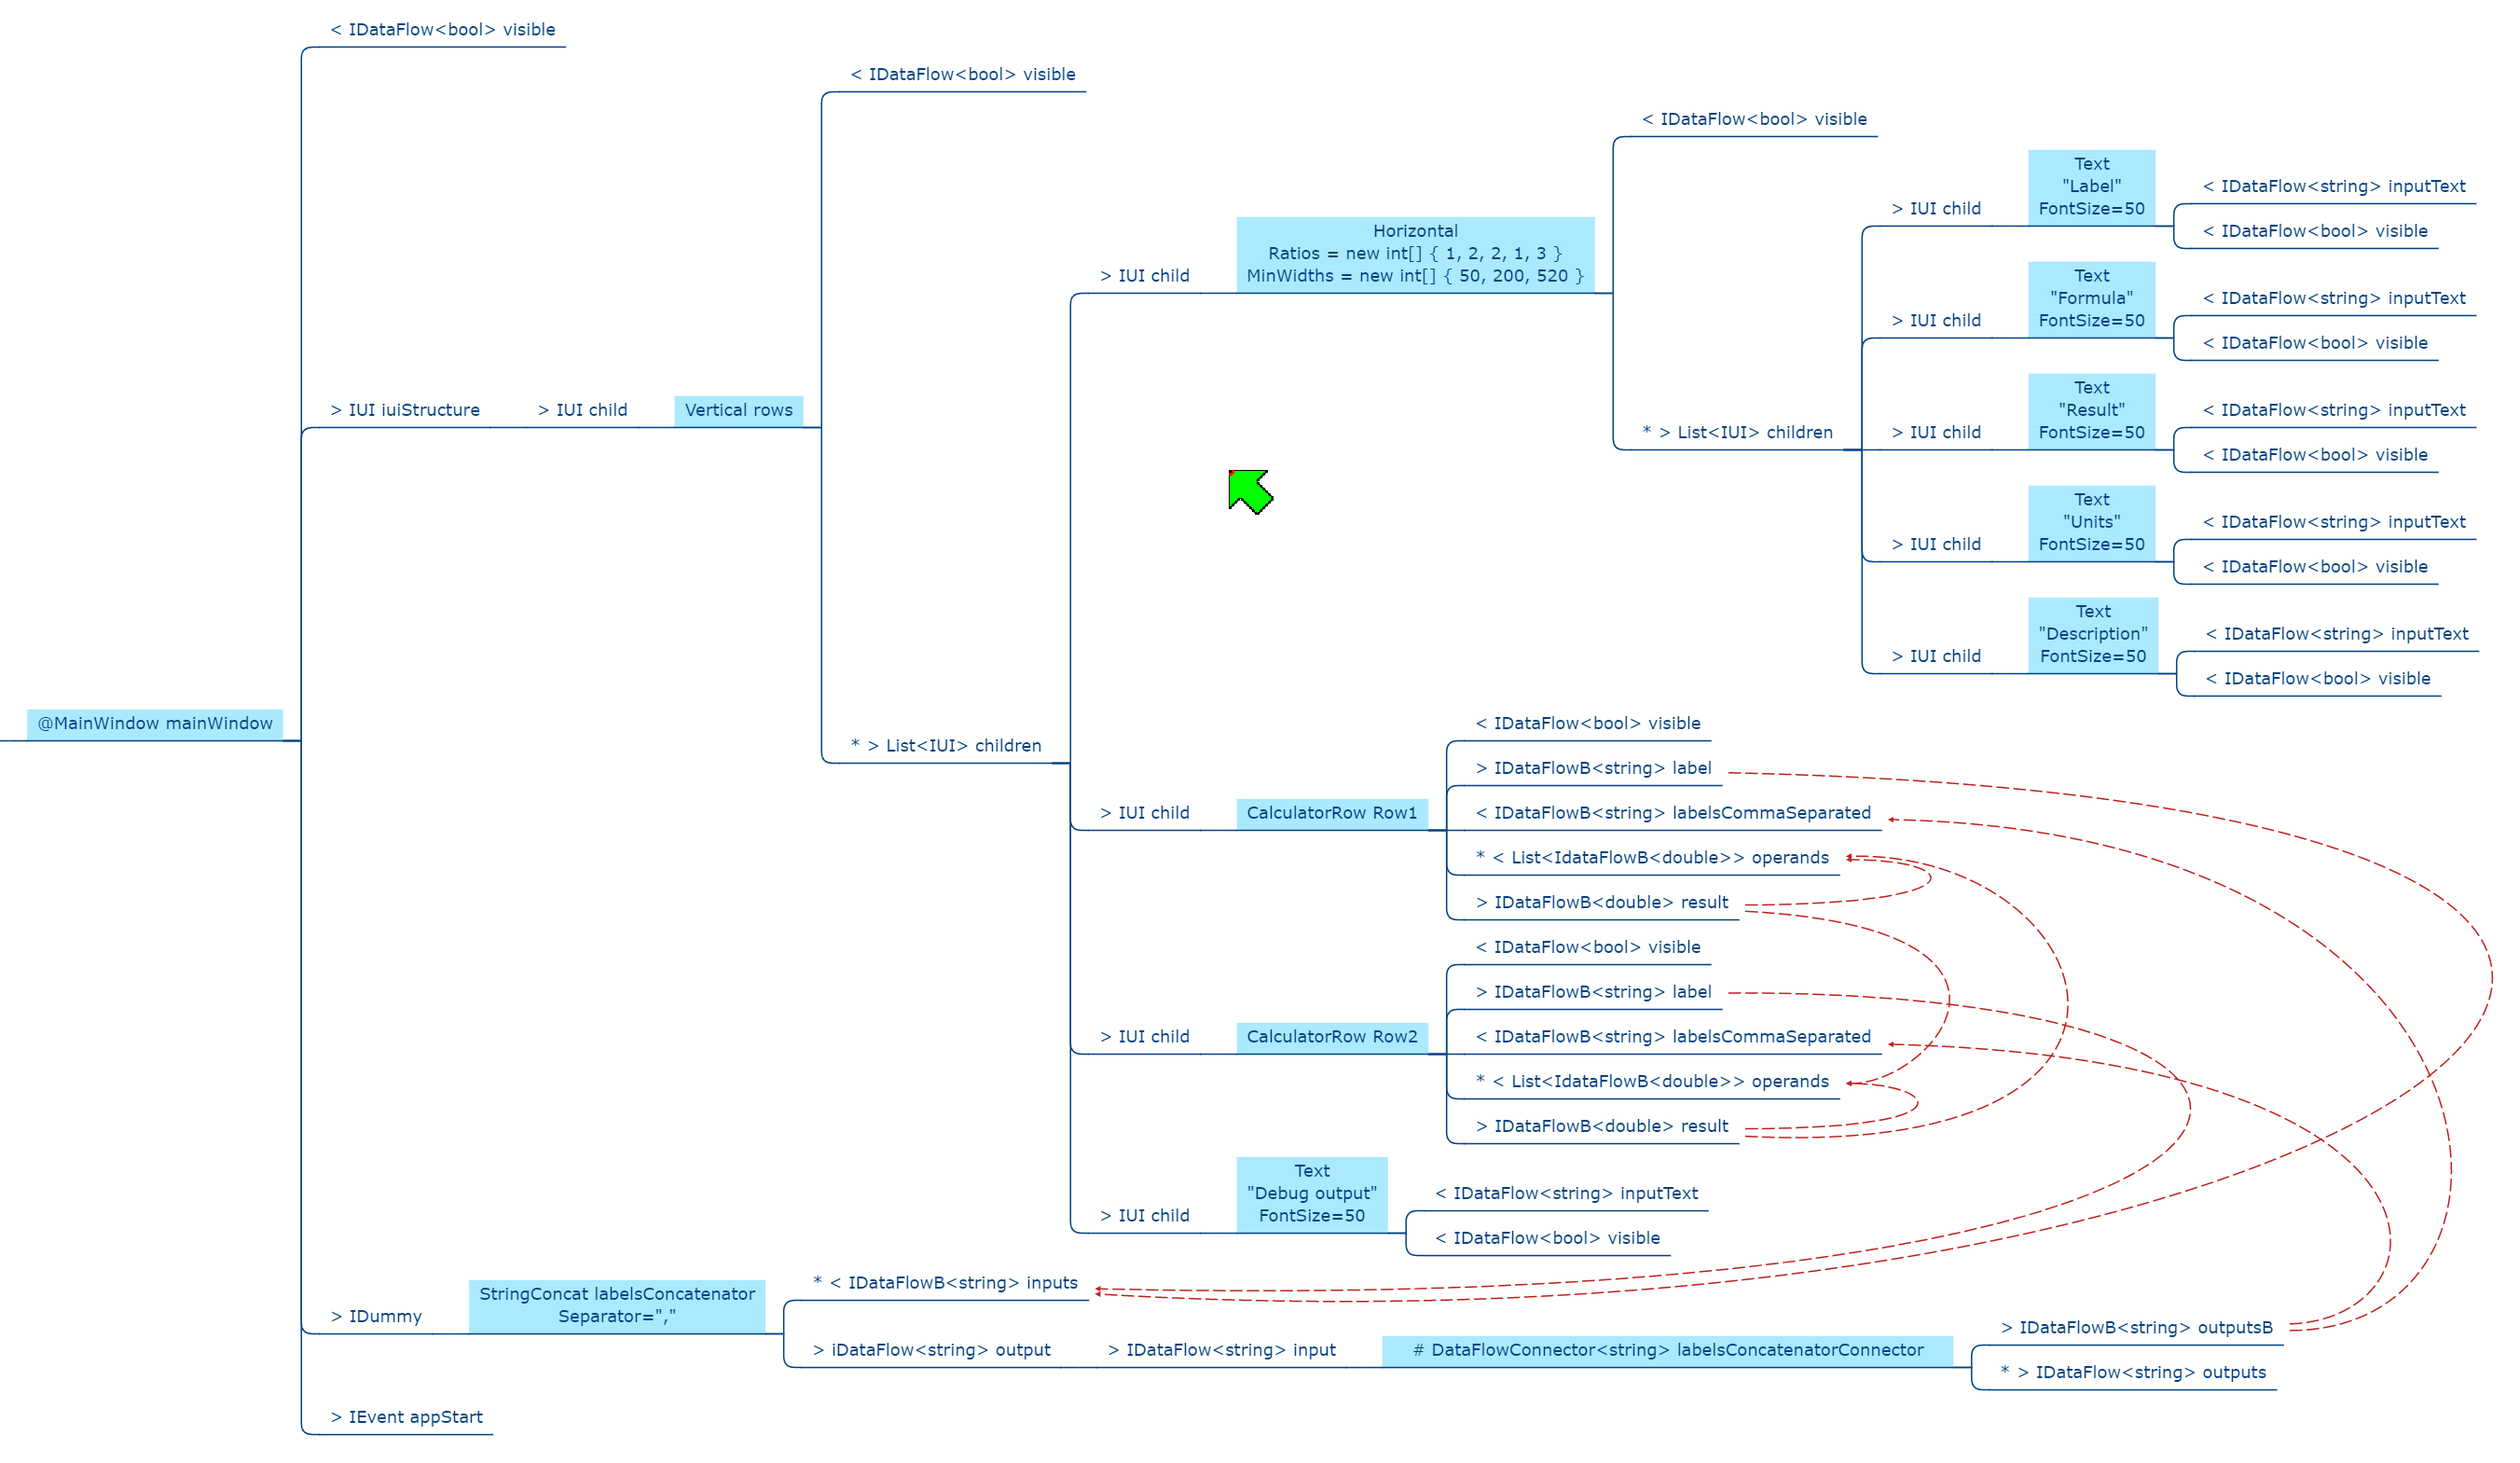 < IDataFlow<bool> visible
< IDataFlow<bool> visible
< IDataFlow<bool> visible
Text
"Label"
FontSize=50
< IDataFlow<string> inputText
> IUI child
< IDataFlow<bool> visible
Horizontal
Ratios = new int[] { 1, 2, 2, 1, 3 }
MinWidths = new int[] { 50, 200, 520 }
> IUI child
Text
"Formula"
FontSize=50
< IDataFlow<string> inputText
> IUI child
< IDataFlow<bool> visible
> IUI iuiStructure
> IUI child
Vertical rows
* > List<IUI> children
> IUI child
Text
"Result"
FontSize=50
< IDataFlow<string> inputText
< IDataFlow<bool> visible
> IUI child
Text
"Units"
FontSize=50
< IDataFlow<string> inputText
< IDataFlow<bool> visible
> IUI child
Text
"Description"
FontSize=50
< IDataFlow<string> inputText
< IDataFlow<bool> visible
@MainWindow mainWindow
* > List<IUI> children
> IUI child
CalculatorRow Row1
< IDataFlow<bool> visible
> IDataFlowB<string> label
< IDataFlowB<string> labelsCommaSeparated
* < List<IdataFlowB<double>> operands
> IDataFlowB<double> result
> IUI child
CalculatorRow Row2
< IDataFlow<bool> visible
> IDataFlowB<string> label
< IDataFlowB<string> labelsCommaSeparated
* < List<IdataFlowB<double>> operands
> IDataFlowB<double> result
> IUI child
Text
"Debug output"
FontSize=50
< IDataFlow<string> inputText
< IDataFlow<bool> visible
> IDummy
StringConcat labelsConcatenator
Separator=","
* < IDataFlowB<string> inputs
> iDataFlow<string> output
> IDataFlow<string> input
# DataFlowConnector<string> labelsConcatenatorConnector
> IDataFlowB<string> outputsB
* > IDataFlow<string> outputs
> IEvent appStart